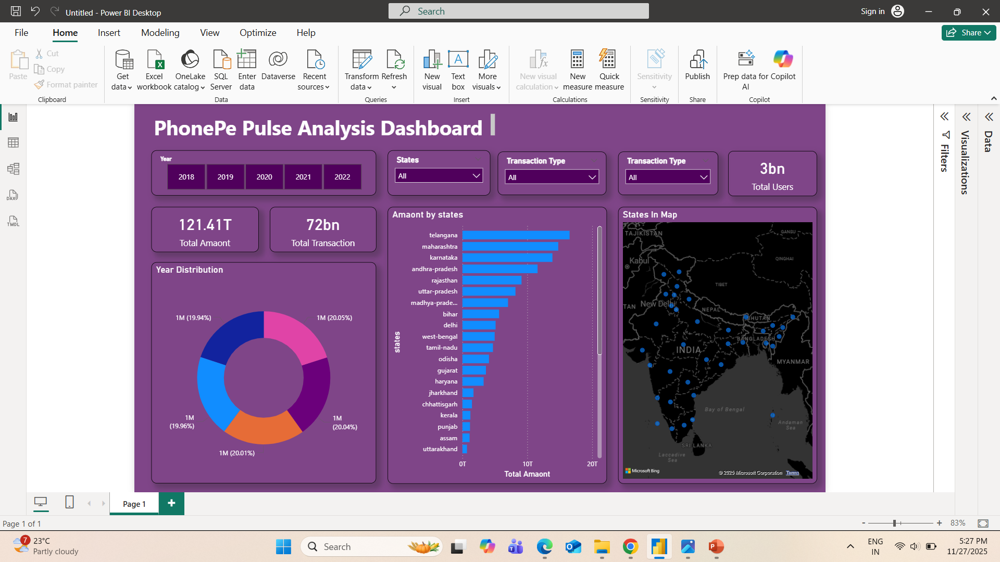 Untitled - Power BI Desktop
Search
Sign in
File
Home
Insert
Modeling
View
Optimize
Help
Share
Paste
Cut
Copy
Format painter
Clipboard
Get data
Excel workbook
OneLake catalog
SQL Server
Enter data
Dataverse
Recent sources
Data
Transform data
Refresh
Queries
New visual
Text box
More visuals
Insert
New visual calculation
New measure
Quick measure
Calculations
Sensitivity
Sensitivity
Publish
Share
Prep data for AI
Copilot
Copilot
PhonePe Pulse Analysis Dashboard
Year
2018
2019
2020
2021
2022
States
All
Transaction Type
All
Transaction Type
All
3bn
Total Users
121.41T
Total Amaont
72bn
Total Transaction
Year Distribution
1M (19.94%)
1M (20.05%)
1M
(19.96%)
1M
(20.04%)
1M (20.01%)
Amaont by states
states
telangana
maharashtra
karnataka
andhra-pradesh
rajasthan
uttar-pradesh
madhya-prade...
bihar
delhi
west-bengal
tamil-nadu
odisha
gujarat
haryana
jharkhand
chhattisgarh
kerala
punjab
assam
uttarakhand
0T
10T
20T
Total Amaont
States In Map
TAJIKISTAN
GANSU
Kabul
QINGHAI
TIBET
TAN
New Delhi
NEPAL
BHUTAN
BANGLADESH
INDIA
MYANMAR
Bay of Bengal
Andaman
Sea
SRI LANKA
Laccadive
Sea
Microsoft Bing
© 2025 Microsoft Corporation
Terms
Filters
Visualizations
Data
DAX
TMDL
Page 1
Page 1 of 1
83%
7
23°C
Partly cloudy
Search
ENG
IN
5:27 PM
11/27/2025